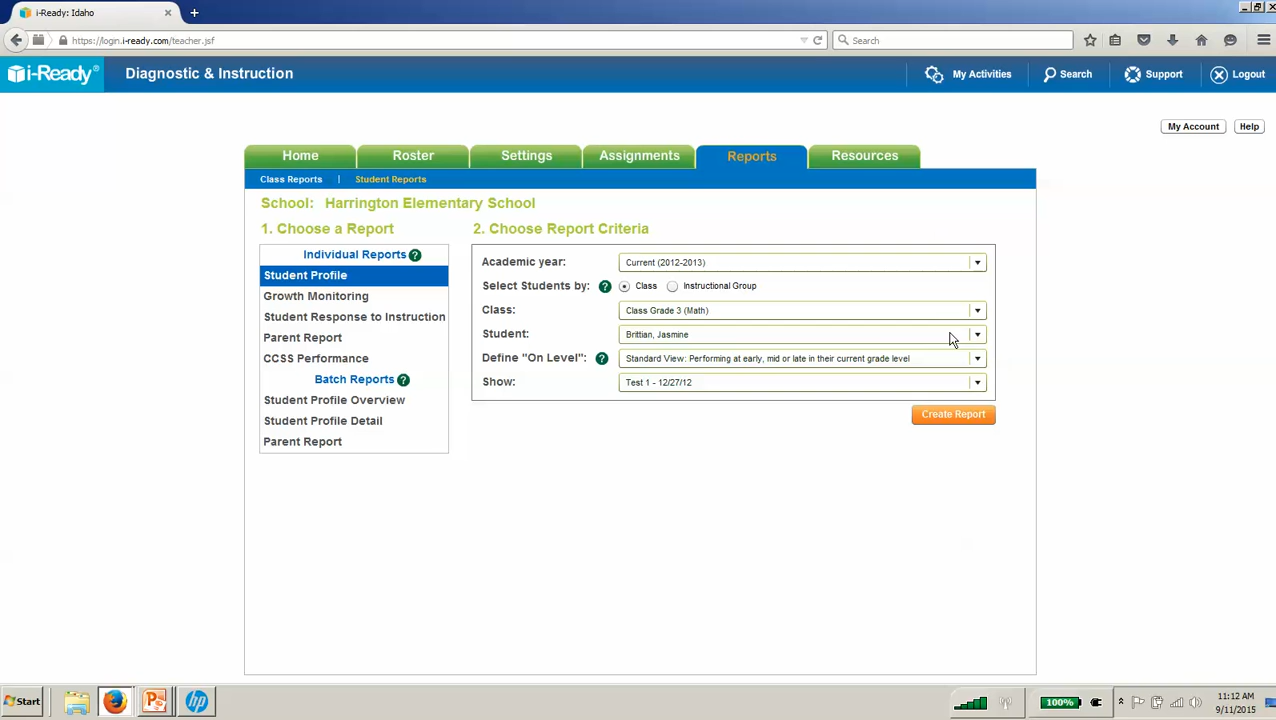 i-Ready: Idaho
https://login.i-ready.com/teacher.jsf
Search
i-Ready® Diagnostic & Instruction My Activities Search Support Logout
My Account Help
Home Roster Settings Assignments Reports Resources
Class Reports | Student Reports
School: Harrington Elementary School
1. Choose a Report
Individual Reports ?
Student Profile
Growth Monitoring
Student Response to Instruction
Parent Report
CCSS Performance
Batch Reports ?
Student Profile Overview
Student Profile Detail
Parent Report
2. Choose Report Criteria
Academic year: Current (2012-2013)
Select Students by: ? Class Instructional Group
Class: Class Grade 3 (Math)
Student: Brittian, Jasmine
Define "On Level": ? Standard View: Performing at early, mid or late in their current grade level
Show: Test 1 - 12/27/12
Create Report
Start 100% 11:12 AM
9/11/2015